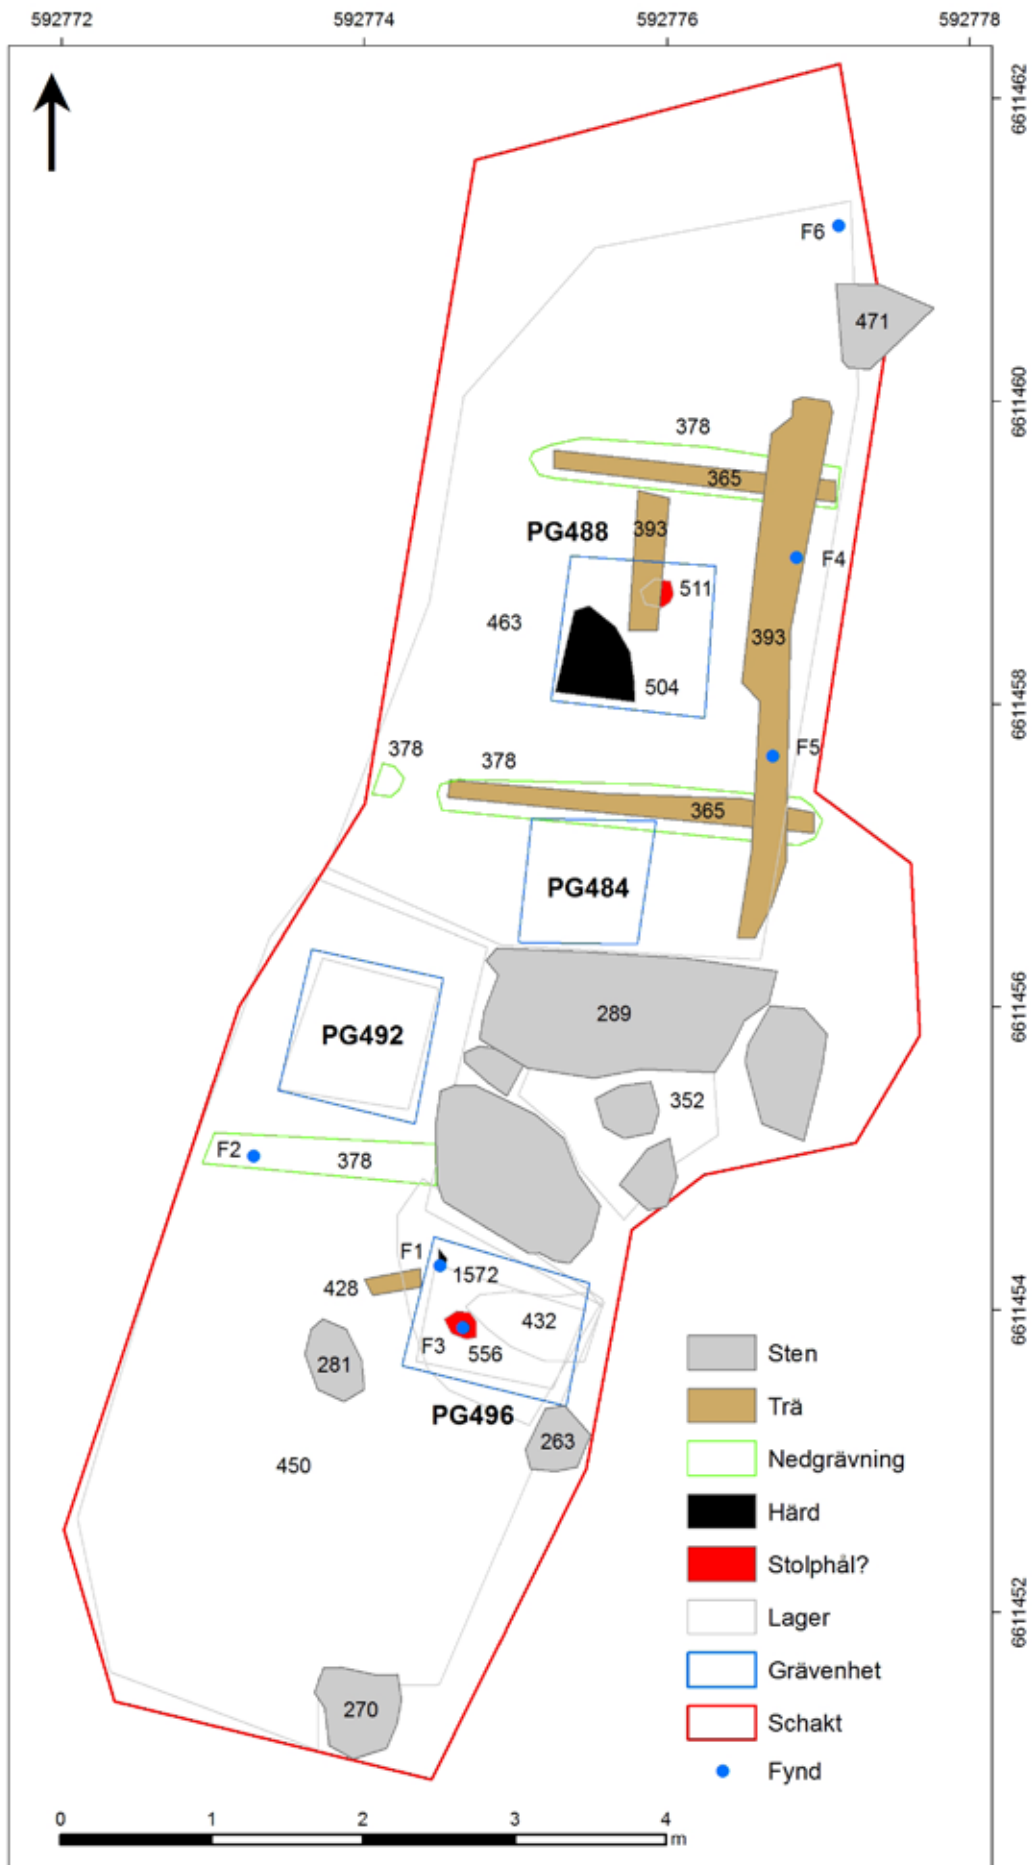 592772 592774 592776 592778
6611462
F6
471
6611460
378
365
PG488
393
F4
511
463
393
504
6611458
378
378
F5
365
PG484
289
6611456
PG492
352
F2
378
F1
1572
428
432
6611454
F3
556
281
Sten
PG496
Trä
263
Nedgrävning
450
Härd
Stolphål?
6611452
Lager
Grävenhet
270
Schakt
Fynd
0 1 2 3 4
m